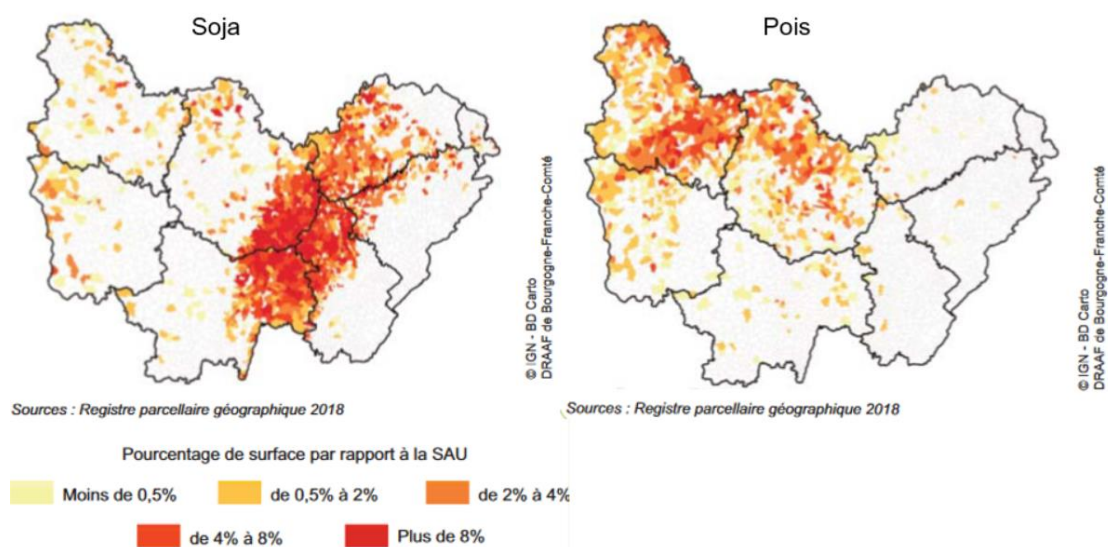 Soja
Pois
© IGN - BD Carto
DRAAF de Bourgogne-Franche-Comté
© IGN - BD Carto
DRAAF de Bourgogne-Franche-Comté
Sources : Registre parcellaire géographique 2018
Sources : Registre parcellaire géographique 2018
Pourcentage de surface par rapport à la SAU
Moins de 0,5% de 0,5% à 2% de 2% à 4%
de 4% à 8% Plus de 8%